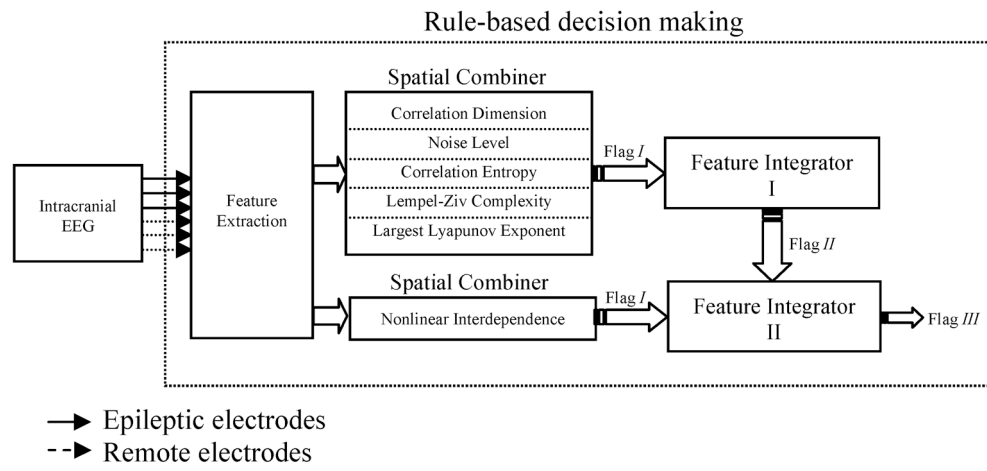 Rule-based decision making
Spatial Combiner
Correlation Dimension
Noise Level
Correlation Entropy
Lempel-Ziv Complexity
Largest Lyapunov Exponent
Intracranial
EEG
Feature
Extraction
Flag I
Feature Integrator
I
Flag II
Spatial Combiner
Nonlinear Interdependence
Flag I
Feature Integrator
II
Flag III
Epileptic electrodes
Remote electrodes